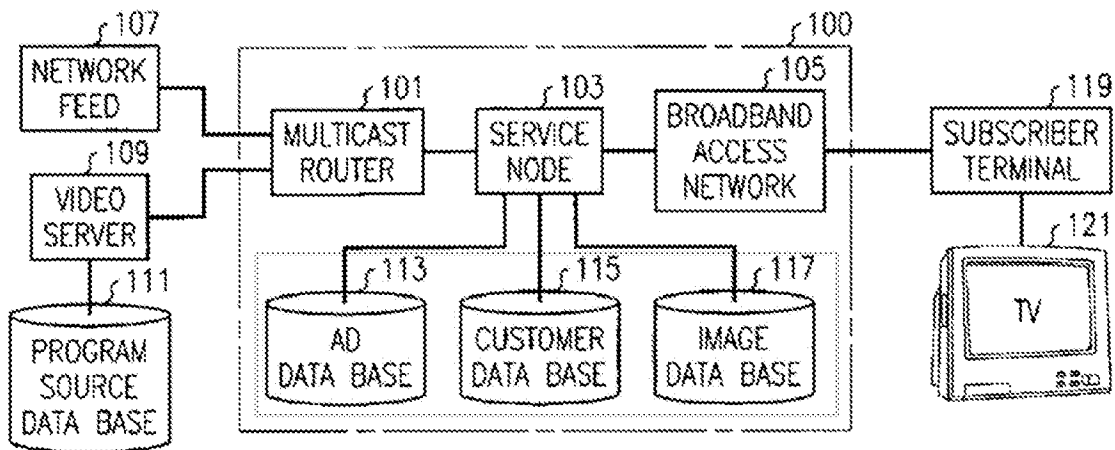 107
NETWORK
FEED
109
VIDEO
SERVER
111
PROGRAM
SOURCE
DATA BASE
100
101
MULTICAST
ROUTER
103
SERVICE
NODE
105
BROADBAND
ACCESS
NETWORK
113
AD
DATA BASE
115
CUSTOMER
DATA BASE
117
IMAGE
DATA BASE
119
SUBSCRIBER
TERMINAL
121
TV